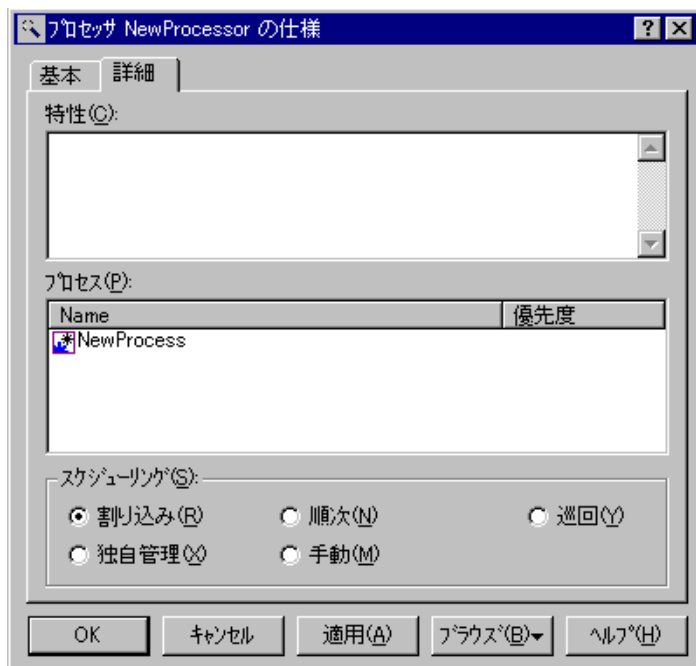 ﾌﾟﾛｾｯｻ NewProcessor の仕様
基本 詳細
特性(C):
ﾌﾟﾛｾｽ(P):
Name 優先度
NewProcess
ｽｹｼﾞｭｰﾘﾝｸﾞ(S):
割り込み(R) 順次(N) 巡回(Y)
独自管理(X) 手動(M)
OK ｷｬﾝｾﾙ 適用(A) ﾌﾞﾗｳｽﾞ(B) ﾍﾙﾌﾟ(H)